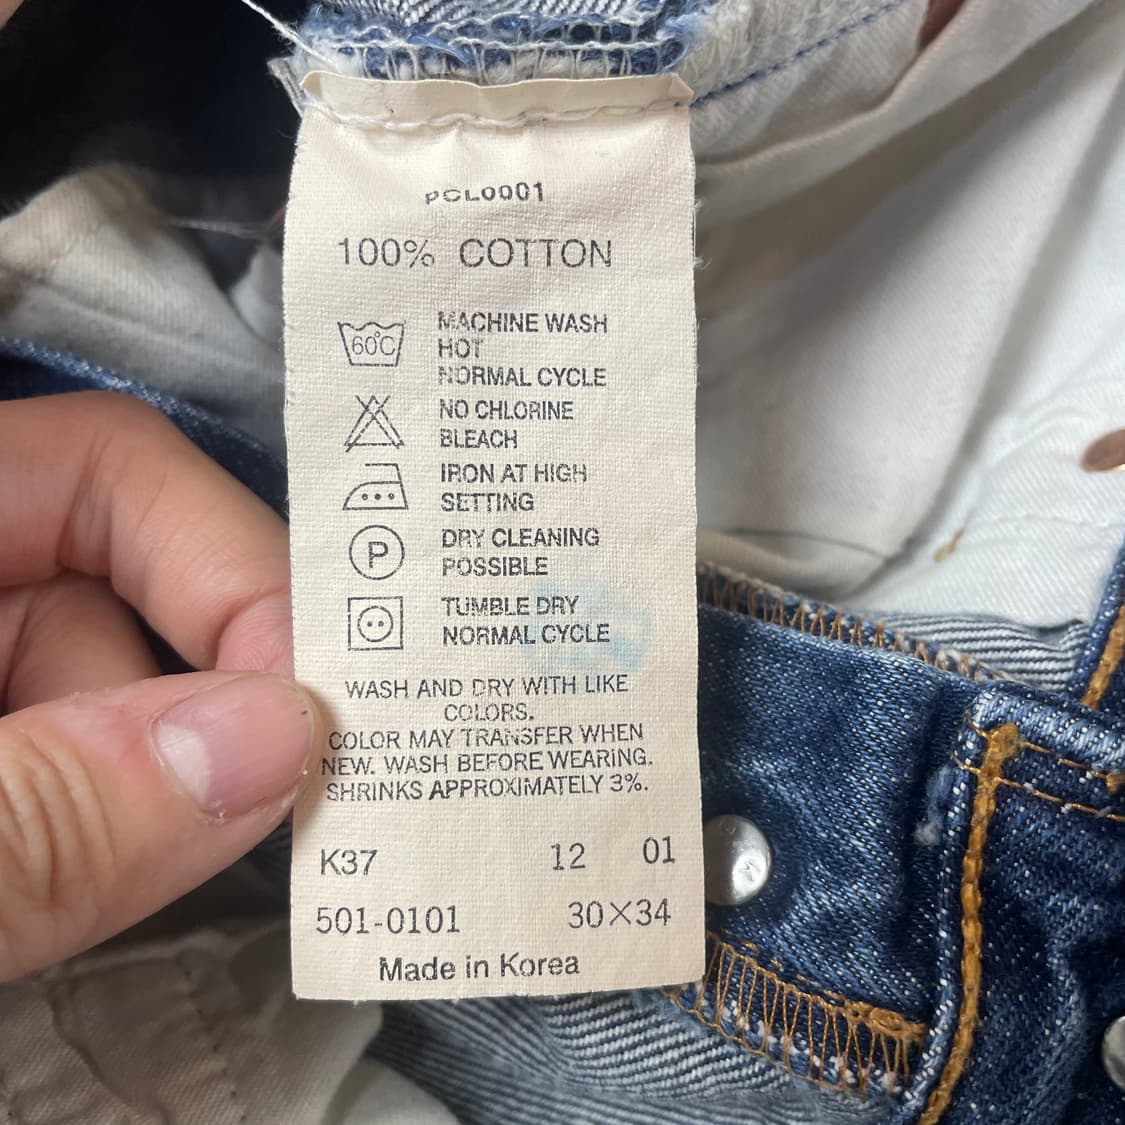 PCL0001
100% COTTON
60°C
MACHINE WASH
HOT
NORMAL CYCLE
NO CHLORINE
BLEACH
IRON AT HIGH
SETTING
P
DRY CLEANING
POSSIBLE
TUMBLE DRY
NORMAL CYCLE
WASH AND DRY WITH LIKE
COLORS.
COLOR MAY TRANSFER WHEN
NEW. WASH BEFORE WEARING.
SHRINKS APPROXIMATELY 3%.
K37 12 01
501-0101 30×34
Made in Korea